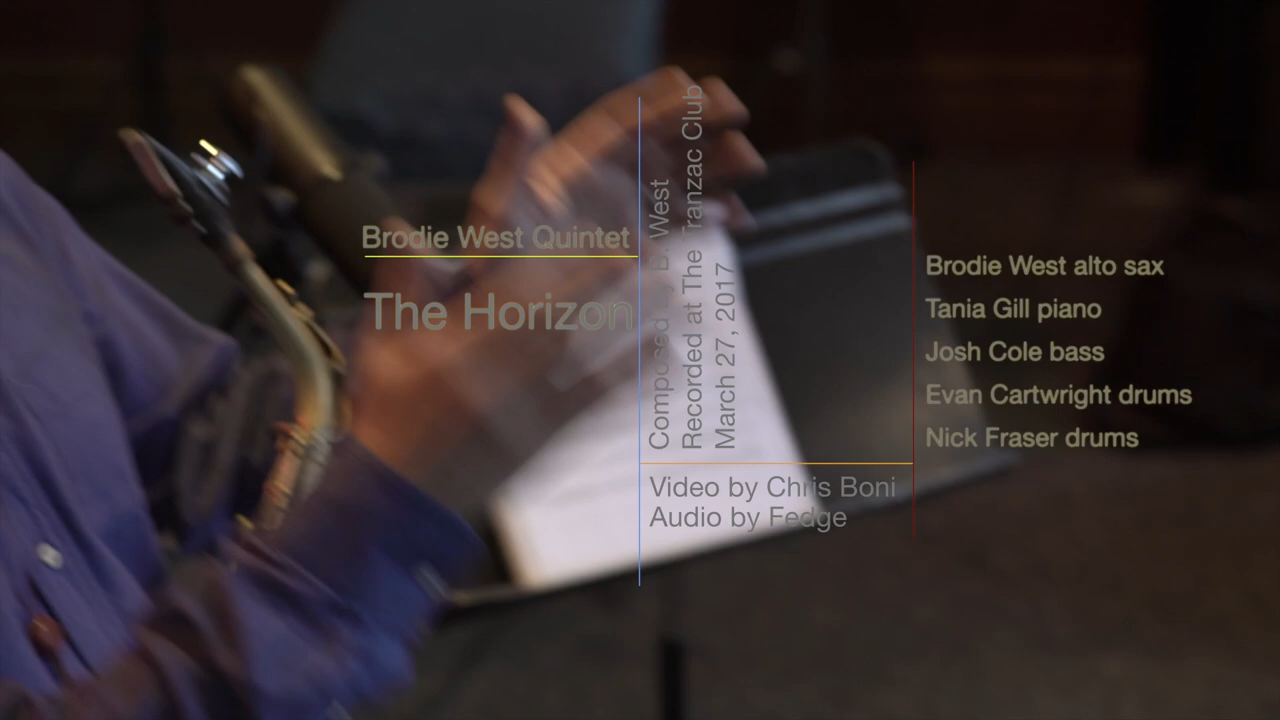 Brodie West Quintet
The Horizon
Composed by B. West
Recorded at The Tranzac Club
March 27, 2017
Video by Chris Boni
Audio by Fedge
Brodie West alto sax
Tania Gill piano
Josh Cole bass
Evan Cartwright drums
Nick Fraser drums